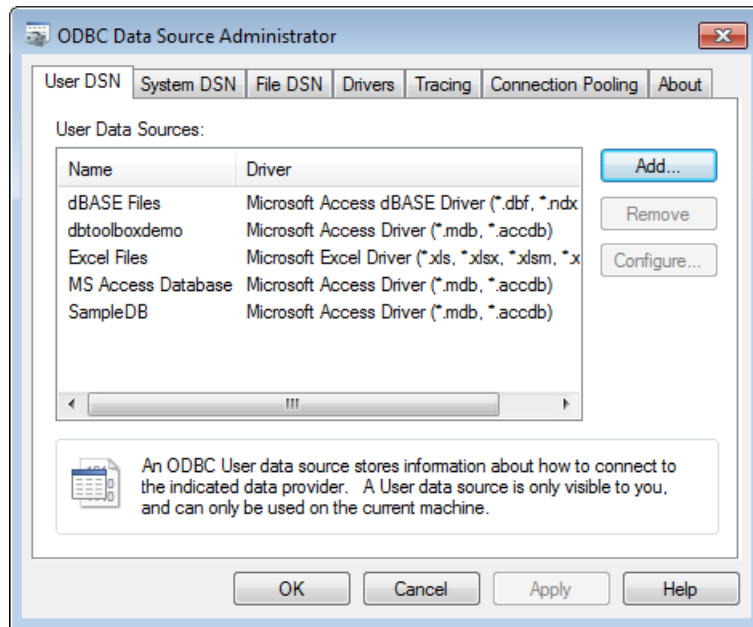 ODBC Data Source Administrator
User DSN System DSN File DSN Drivers Tracing Connection Pooling About
User Data Sources:
Name Driver
dBASE Files Microsoft Access dBASE Driver (*.dbf, *.ndx
dbtoolboxdemo Microsoft Access Driver (*.mdb, *.accdb)
Excel Files Microsoft Excel Driver (*.xls, *.xlsx, *.xlsm, *.x
MS Access Database Microsoft Access Driver (*.mdb, *.accdb)
SampleDB Microsoft Access Driver (*.mdb, *.accdb)
Add...
Remove
Configure...
An ODBC User data source stores information about how to connect to
the indicated data provider. A User data source is only visible to you,
and can only be used on the current machine.
OK Cancel Apply Help